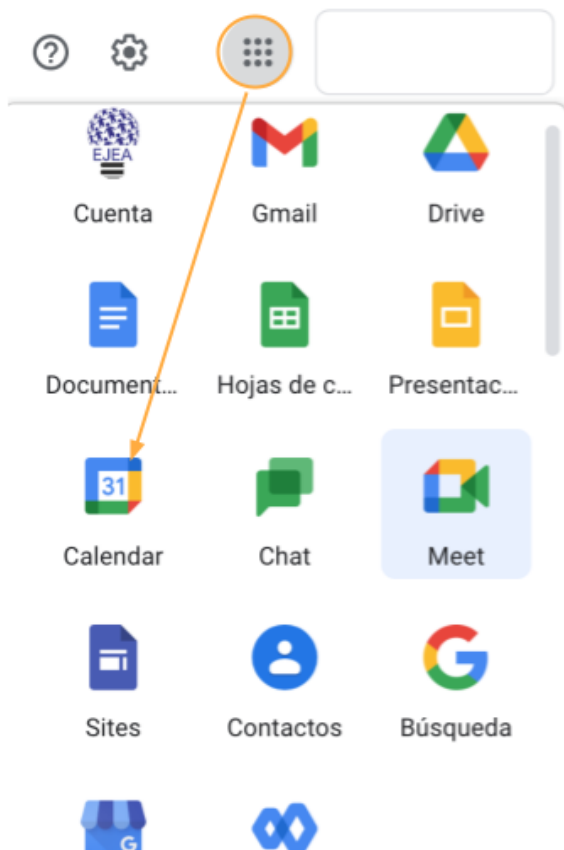 ?
EJEA
Cuenta
Gmail
Drive
Document...
Hojas de c...
Presentac...
31
Calendar
Chat
Meet
Sites
Contactos
Búsqueda
G